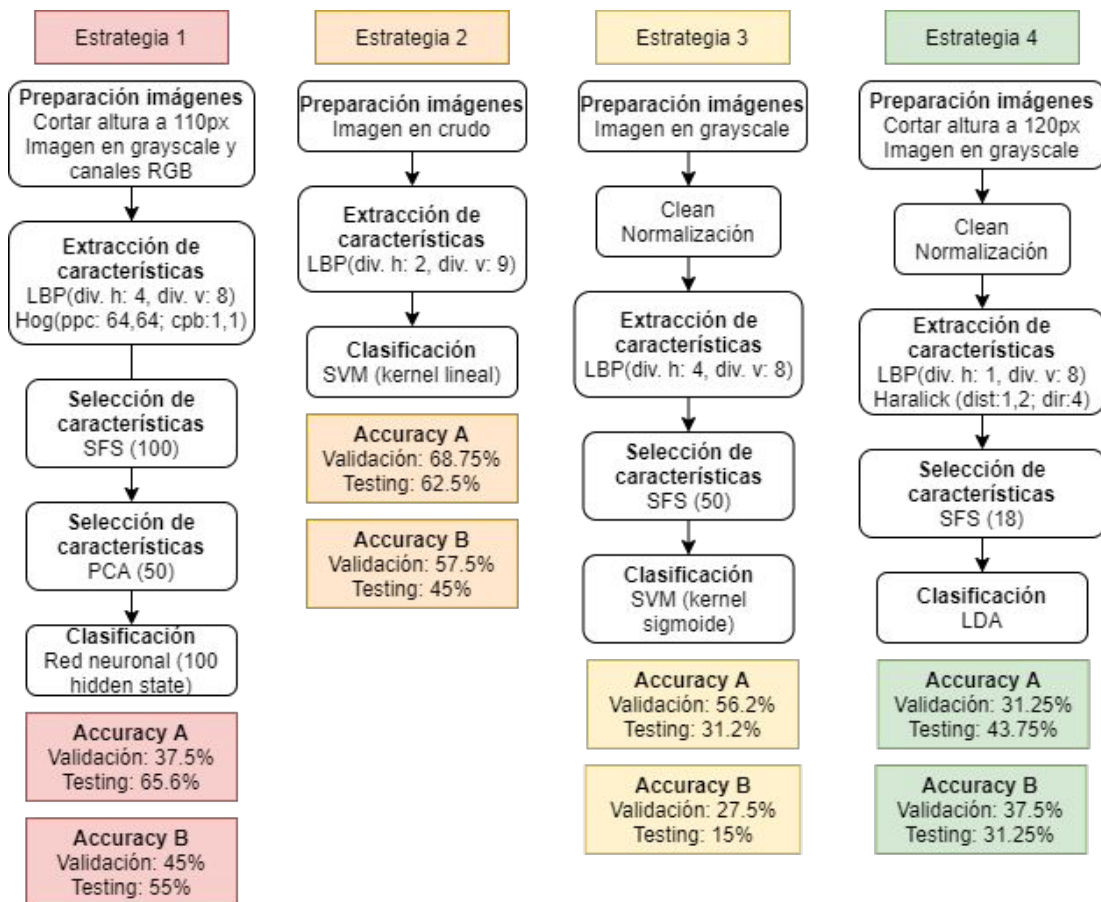 Estrategia 1
Preparación imágenes
Cortar altura a 110px
Imagen en grayscale y
canales RGB
Extracción de
características
LBP(div. h: 4, div. v: 8)
Hog(ppc: 64,64; cpb:1,1)
Selección de
características
SFS (100)
Selección de
características
PCA (50)
Clasificación
Red neuronal (100
hidden state)
Accuracy A
Validación: 37.5%
Testing: 65.6%
Accuracy B
Validación: 45%
Testing: 55%
Estrategia 2
Preparación imágenes
Imagen en crudo
Extracción de
características
LBP(div. h: 2, div. v: 9)
Clasificación
SVM (kernel lineal)
Accuracy A
Validación: 68.75%
Testing: 62.5%
Accuracy B
Validación: 57.5%
Testing: 45%
Estrategia 3
Preparación imágenes
Imagen en grayscale
Clean
Normalización
Extracción de
características
LBP(div. h: 4, div. v: 8)
Selección de
características
SFS (50)
Clasificación
SVM (kernel
sigmoide)
Accuracy A
Validación: 56.2%
Testing: 31.2%
Accuracy B
Validación: 27.5%
Testing: 15%
Estrategia 4
Preparación imágenes
Cortar altura a 120px
Imagen en grayscale
Clean
Normalización
Extracción de
características
LBP(div. h: 1, div. v: 8)
Haralick (dist:1,2; dir:4)
Selección de
características
SFS (18)
Clasificación
LDA
Accuracy A
Validación: 31.25%
Testing: 43.75%
Accuracy B
Validación: 37.5%
Testing: 31.25%